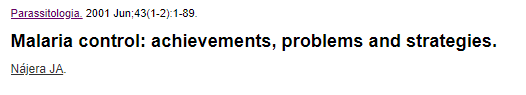 Parassitologia. 2001 Jun;43(1-2):1-89.
Malaria control: achievements, problems and strategies.
Nájera JA.